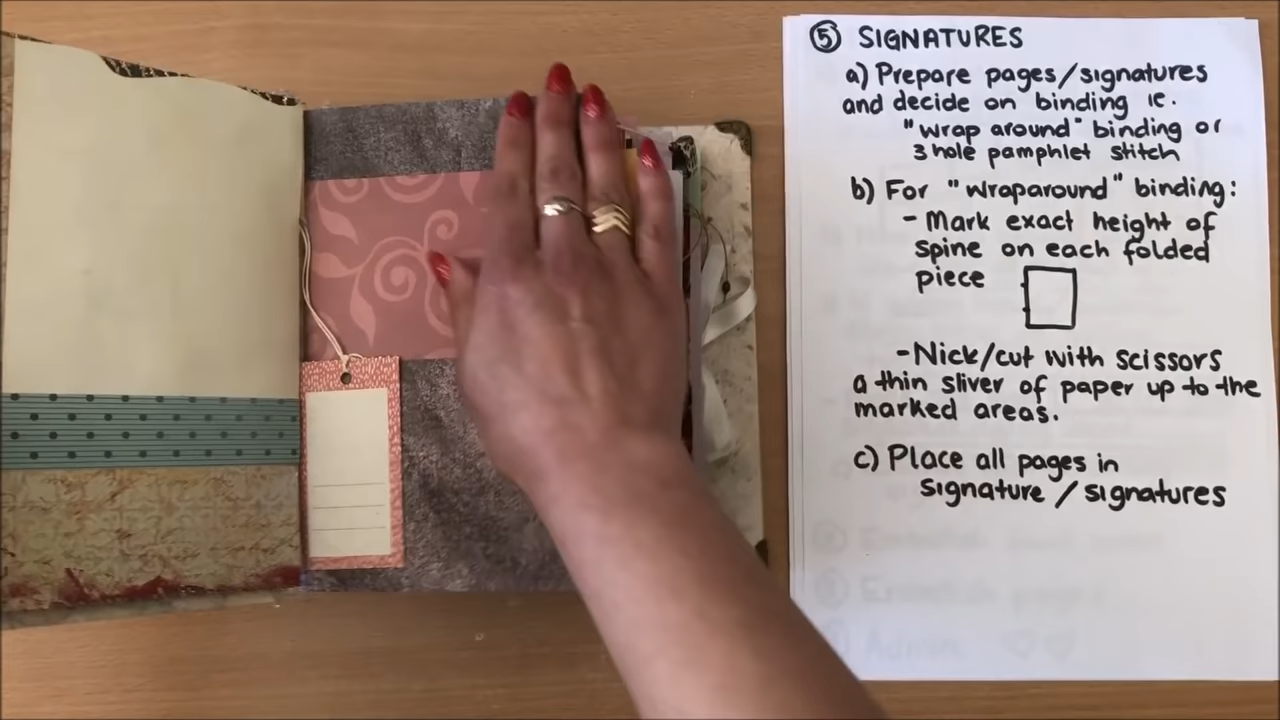 ⑤ SIGNATURES
a) Prepare pages/signatures
and decide on binding ie.
"wrap around" binding or
3 hole pamphlet stitch
b) For "wraparound" binding:
- Mark exact height of
spine on each folded
piece
- Nick/cut with scissors
a thin sliver of paper up to the
marked areas.
c) Place all pages in
signature / signatures